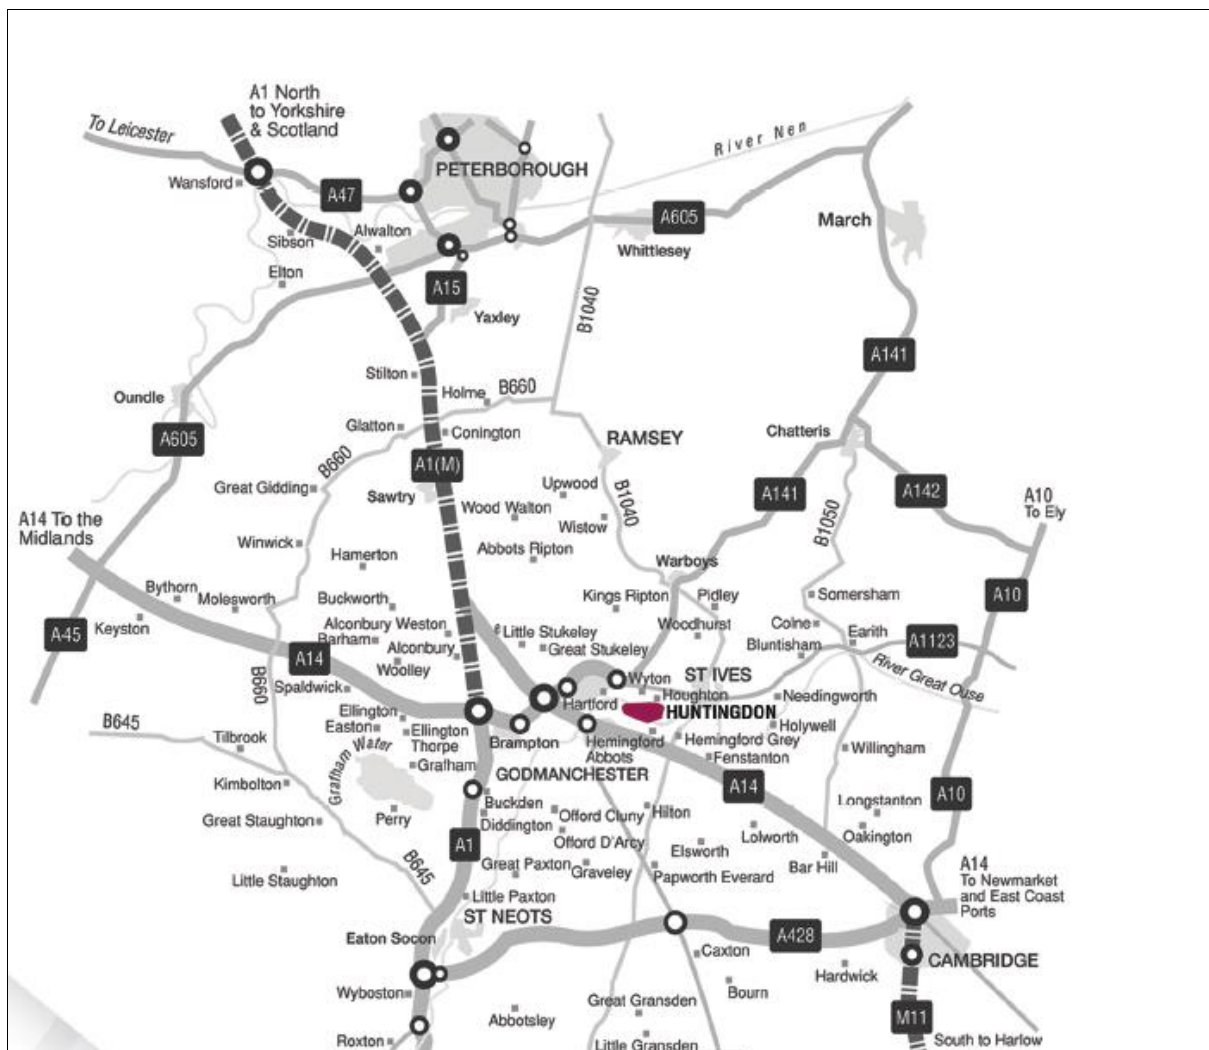 A1 North
to Yorkshire
& Scotland
To Leicester
River Nen
PETERBOROUGH
Wansford
A47
A605
March
Sibson
Alwalton
Whittlesey
Elton
A15
B1040
Yaxley
A141
Stilton
Holme
B660
Oundle
Glatton
Conington
Chatteris
RAMSEY
A605
B660
A1(M)
Great Gidding
Sawtry
Upwood
B1040
A141
A142
A10
To Ely
Wood Walton
Wistow
B1050
A14 To the
Midlands
Winwick
Hamerton
Abbots Ripton
Warboys
Bythorn
Molesworth
Buckworth
Kings Ripton
Pidley
Somersham
A10
Keyston
A45
Alconbury Weston
Barham
Little Stukeley
Woodhurst
Colne
Earith
A1123
A14
Alconbury
Great Stukeley
Bluntisham
Woolley
River Great Ouse
B660
Spaldwick
Wyton
ST IVES
Houghton
Needingworth
Hartford
HUNTINGDON
Ellington
B645
Easton
Ellington
Thorpe
Holywell
Tilbrook
Brampton
Hemingford
Abbots
Hemingford Grey
Willingham
Grafham Water
Grafham
Fenstanton
GODMANCHESTER
Kimbolton
A14
A10
Buckden
Longstanton
Perry
Diddington
Offord Cluny
Hilton
Great Staughton
Offord D'Arcy
Lolworth
Oakington
A1
Elsworth
B645
Great Paxton
Graveley
Papworth Everard
Bar Hill
A14
To Newmarket
and East Coast
Ports
Little Staughton
Little Paxton
ST NEOTS
A428
Eaton Socon
Caxton
CAMBRIDGE
Hardwick
Wyboston
Bourn
Great Gransden
Abbotsley
M11
Roxton
Little Gransden
South to Harlow